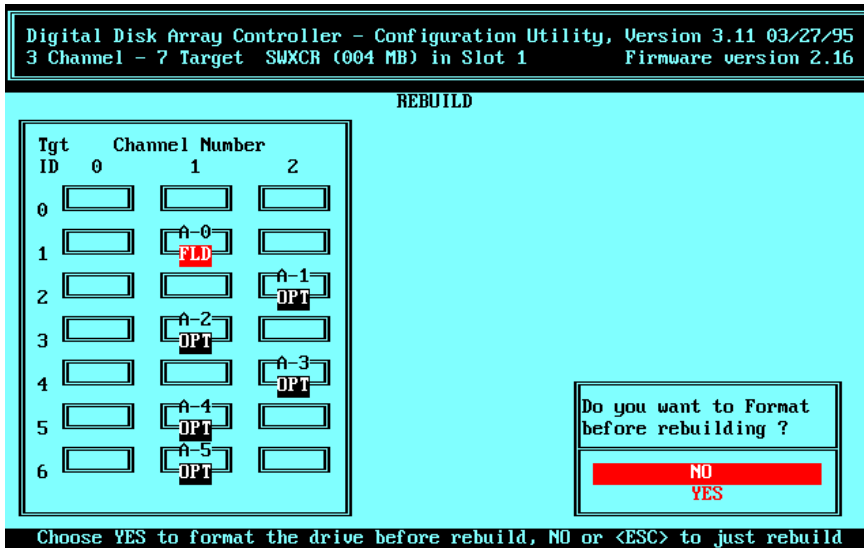 Digital Disk Array Controller – Configuration Utility, Version 3.11 03/27/95
3 Channel – 7 Target SWXCR (004 MB) in Slot 1 Firmware version 2.16
REBUILD
Tgt Channel Number
ID 0 1 2
0
A-0
1 FLD
A-1
2 OPT
A-2
3 OPT
A-3
4 OPT
A-4
5 OPT
A-5
6 OPT
Do you want to Format
before rebuilding ?
NO
YES
Choose YES to format the drive before rebuild, NO or <ESC> to just rebuild